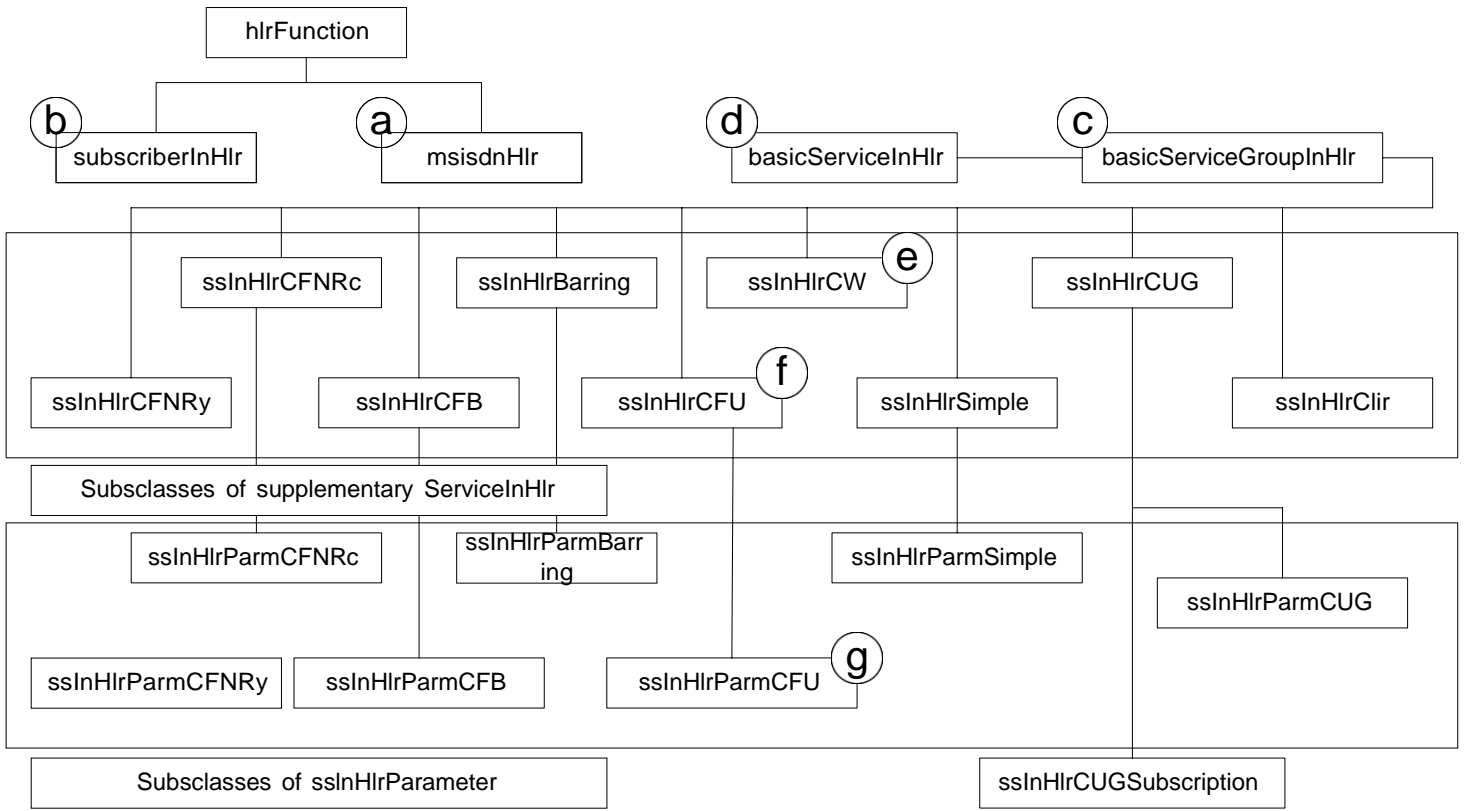 hlrFunction
b
a
d
c
subscriberInHlr
msisdnHlr
basicServiceInHlr
basicServiceGroupInHlr
e
ssInHlrCFNRc
ssInHlrBarring
ssInHlrCW
ssInHlrCUG
f
ssInHlrCFNRy
ssInHlrCFB
ssInHlrCFU
ssInHlrSimple
ssInHlrClir
Subsclasses of supplementary ServiceInHlr
ssInHlrParmCFNRc
ssInHlrParmBarr
ing
ssInHlrParmSimple
ssInHlrParmCUG
g
ssInHlrParmCFNRy
ssInHlrParmCFB
ssInHlrParmCFU
Subsclasses of ssInHlrParameter
ssInHlrCUGSubscription